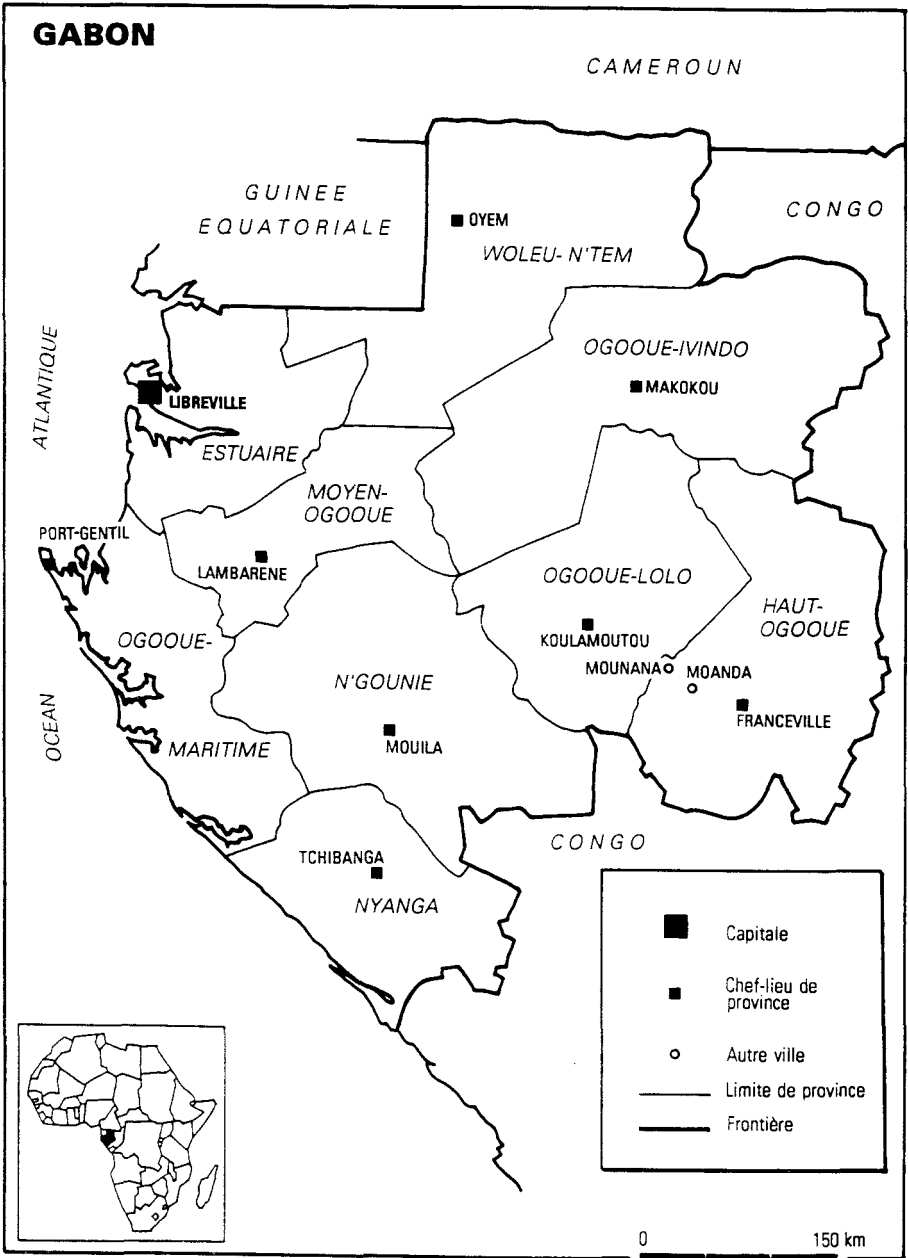 GABON
CAMEROUN
GUINEE
EQUATORIALE
CONGO
OYEM
WOLEU-N'TEM
ATLANTIQUE
OGOOUE-IVINDO
MAKOKOU
LIBREVILLE
ESTUAIRE
MOYEN-
OGOOUE
PORT-GENTIL
LAMBARENE
OGOOUE-LOLO
HAUT-
OGOOUE
KOULAMOUTOU
OGOOUE-
MOUNANA
MOANDA
N'GOUNIE
FRANCEVILLE
OCEAN
MARITIME
MOUILA
CONGO
TCHIBANGA
NYANGA
Capitale
Chef-lieu de
province
Autre ville
Limite de province
Frontière
0 150 km